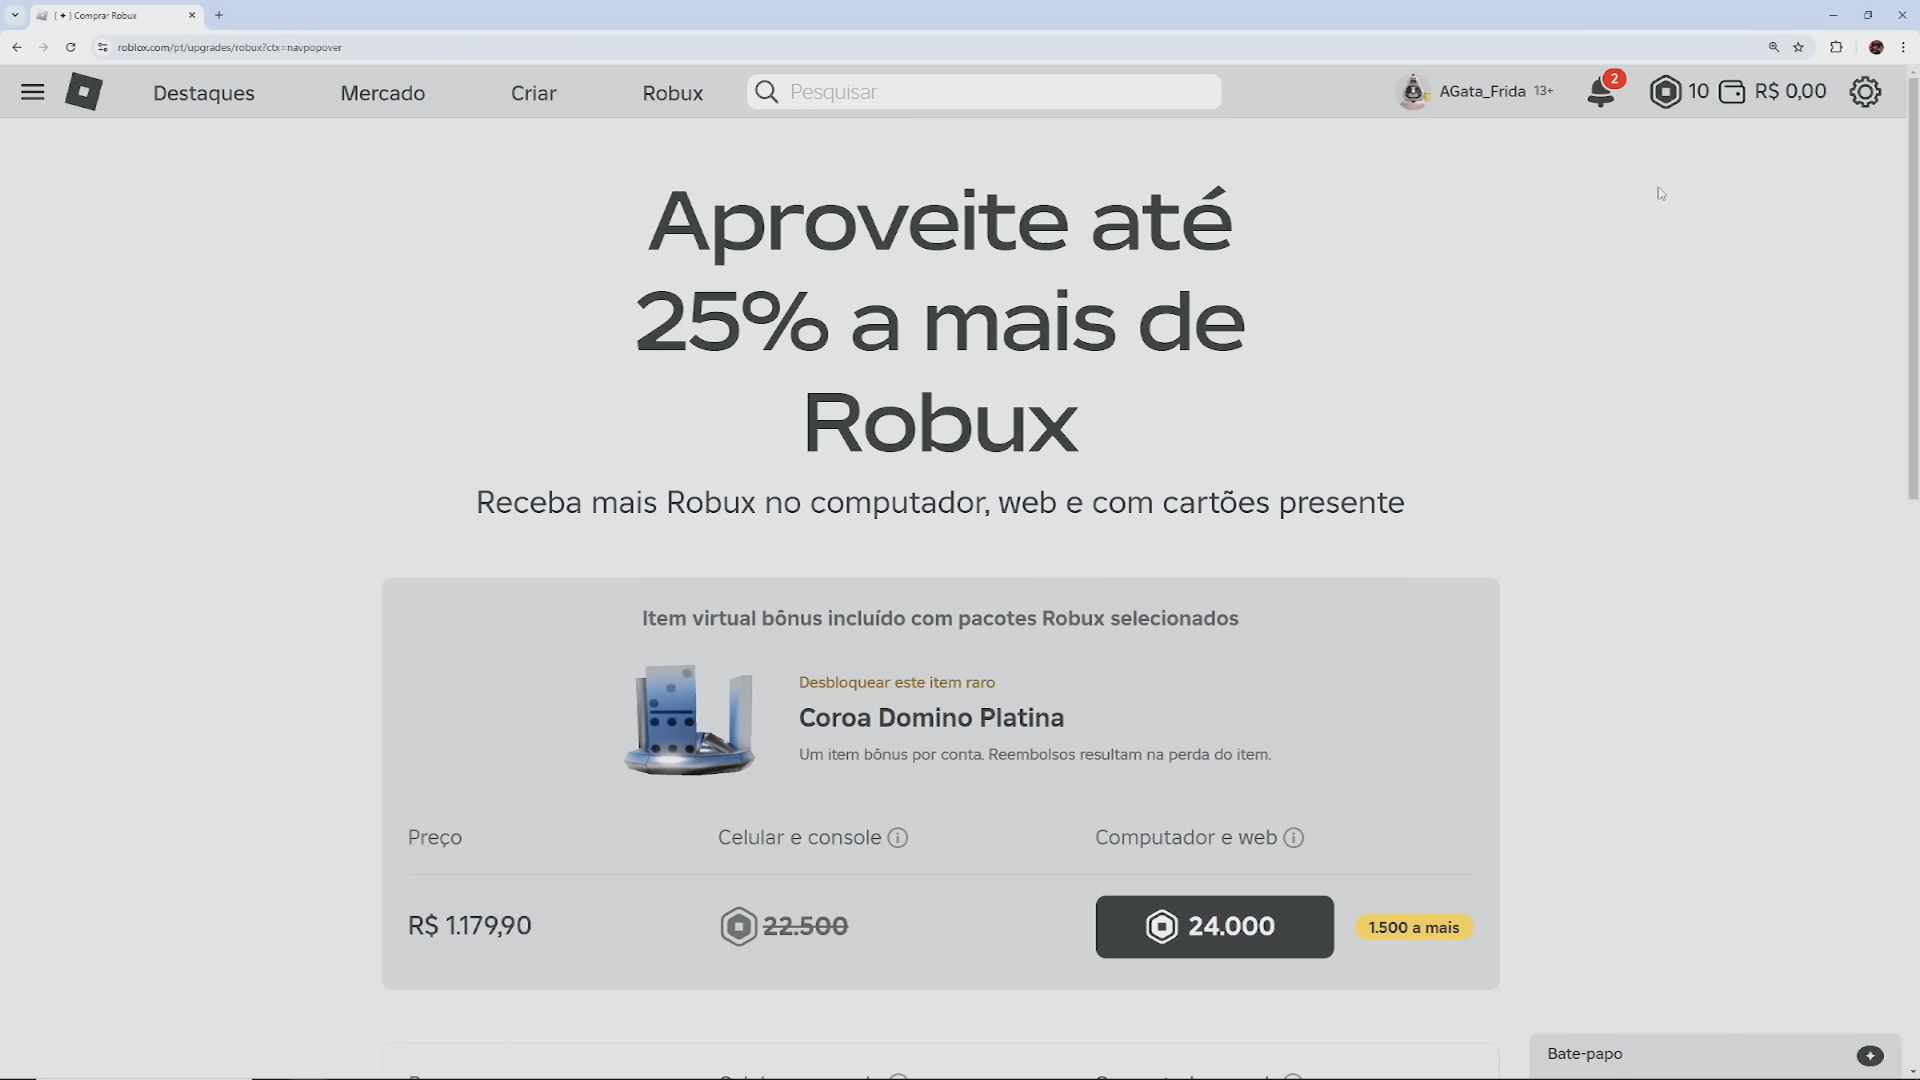 [ ✦ ] Comprar Robux
roblox.com/pt/upgrades/robux?ctx=navpopover
Destaques
Mercado
Criar
Robux
Pesquisar
AGata_Frida 13+
2
10
R$ 0,00
Aproveite até
25% a mais de
Robux
Receba mais Robux no computador, web e com cartões presente
Item virtual bônus incluído com pacotes Robux selecionados
Desbloquear este item raro
Coroa Domino Platina
Um item bônus por conta. Reembolsos resultam na perda do item.
Preço
Celular e console
Computador e web
R$ 1.179,90
22.500
24.000
1.500 a mais
Bate-papo